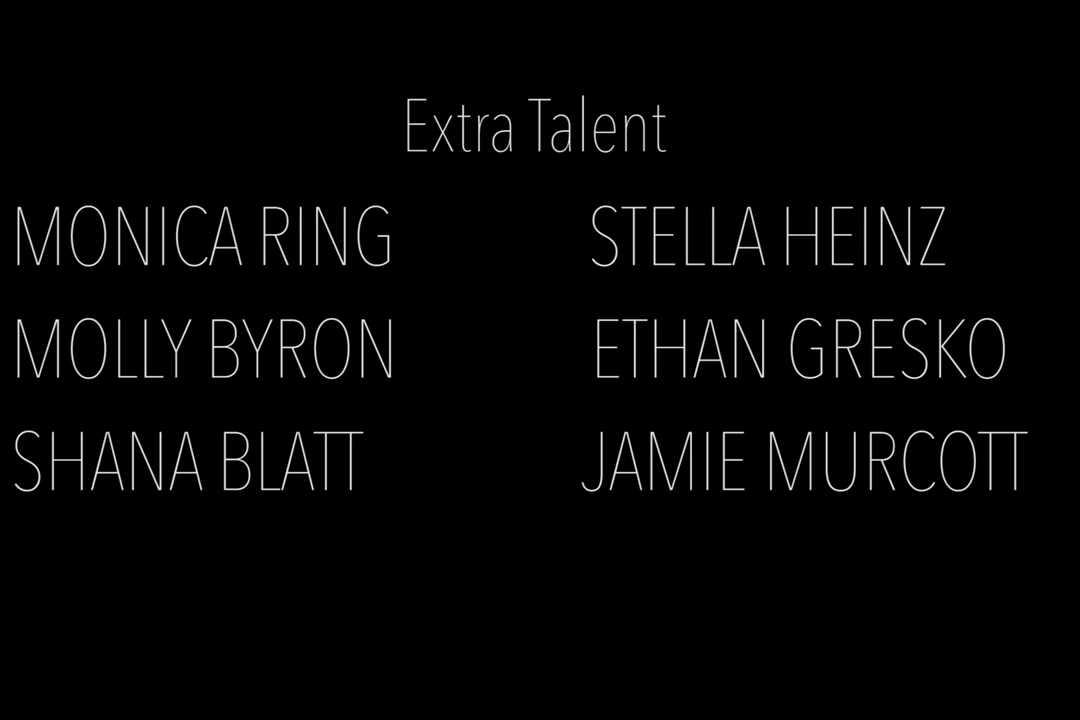 Extra Talent
MONICA RING STELLA HEINZ
MOLLY BYRON ETHAN GRESKO
SHANA BLATT JAMIE MURCOTT